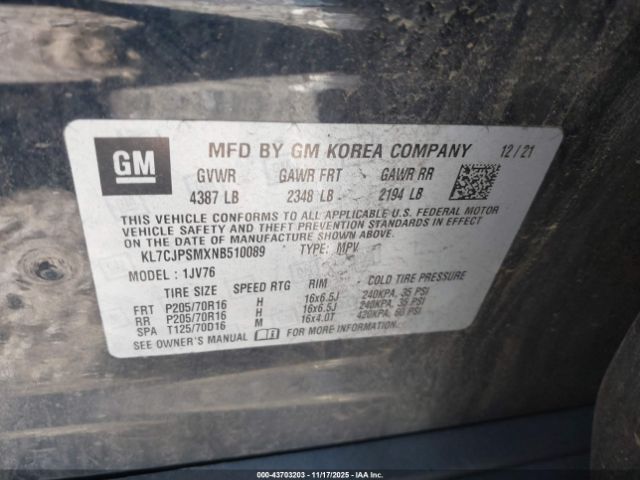 GM
MFD BY GM KOREA COMPANY 12/21
GVWR GAWR FRT GAWR RR
4387 LB 2348 LB 2194 LB
THIS VEHICLE CONFORMS TO ALL APPLICABLE U.S. FEDERAL MOTOR
VEHICLE SAFETY AND THEFT PREVENTION STANDARDS IN EFFECT
ON THE DATE OF MANUFACTURE SHOWN ABOVE.
KL7CJPSMXNB510089 TYPE: MPV
MODEL : 1JV76
TIRE SIZE SPEED RTG RIM COLD TIRE PRESSURE
FRT P205/70R16 H 16x6.5J 240KPA, 35 PSI
RR P205/70R16 H 16x6.5J 240KPA, 35 PSI
SPA T125/70D16 M 16x4.0T 420KPA, 60 PSI
SEE OWNER'S MANUAL FOR MORE INFORMATION
000-43703203 - 11/17/2025 - IAA Inc.